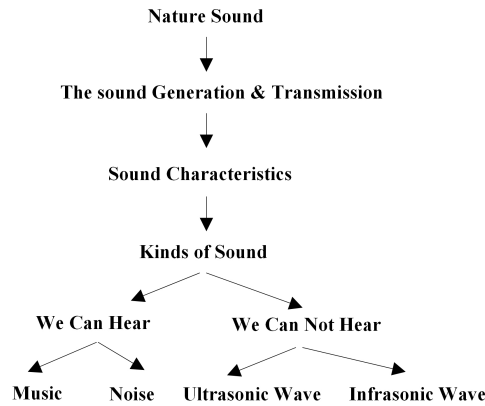 Nature Sound
The sound Generation & Transmission
Sound Characteristics
Kinds of Sound
We Can Hear
We Can Not Hear
Music
Noise
Ultrasonic Wave
Infrasonic Wave